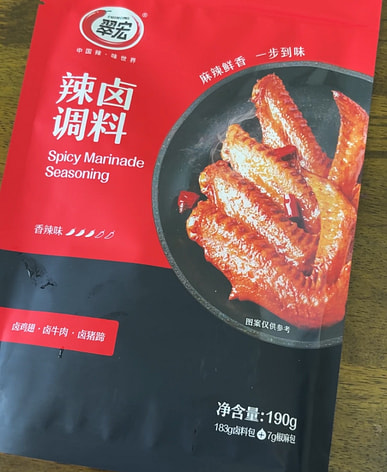 翠宏
®
中国辣·味世界
麻辣鲜香 一步到味
辣卤
调料
Spicy Marinade
Seasoning
香辣味
图案仅供参考
卤鸡翅·卤牛肉·卤猪蹄
净含量:190g
183g卤料包+7g椒麻包